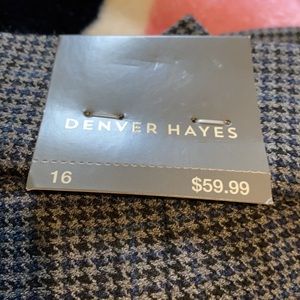 DENVER HAYES
16 $59.99